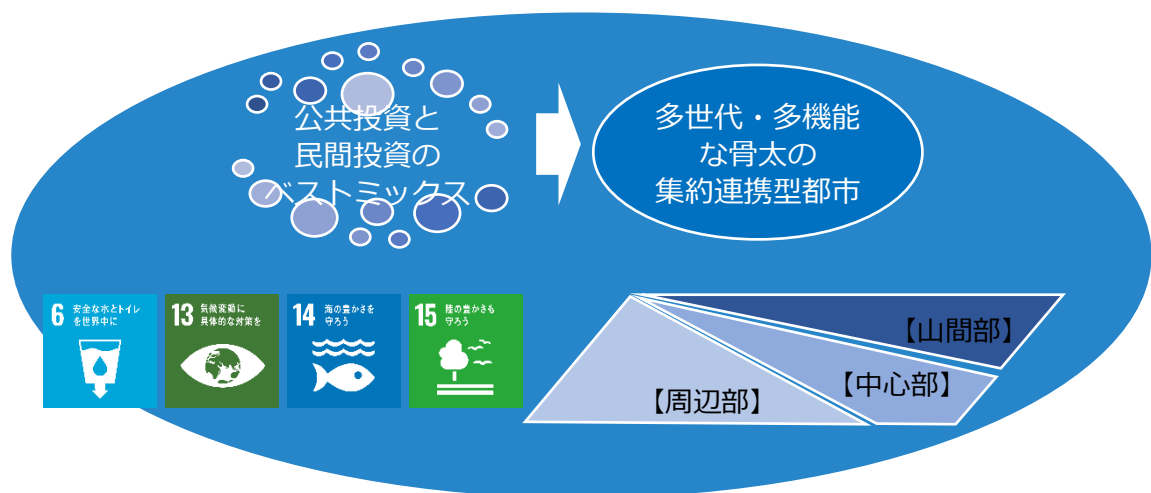 公共投資と
民間投資の
ベストミックス
多世代・多機能
な骨太の
集約連携型都市
6 安全な水とトイレ
を世界中に
13 気候変動に
具体的な対策を
14 海の豊かさを
守ろう
15 陸の豊かさも
守ろう
【山間部】
【中心部】
【周辺部】